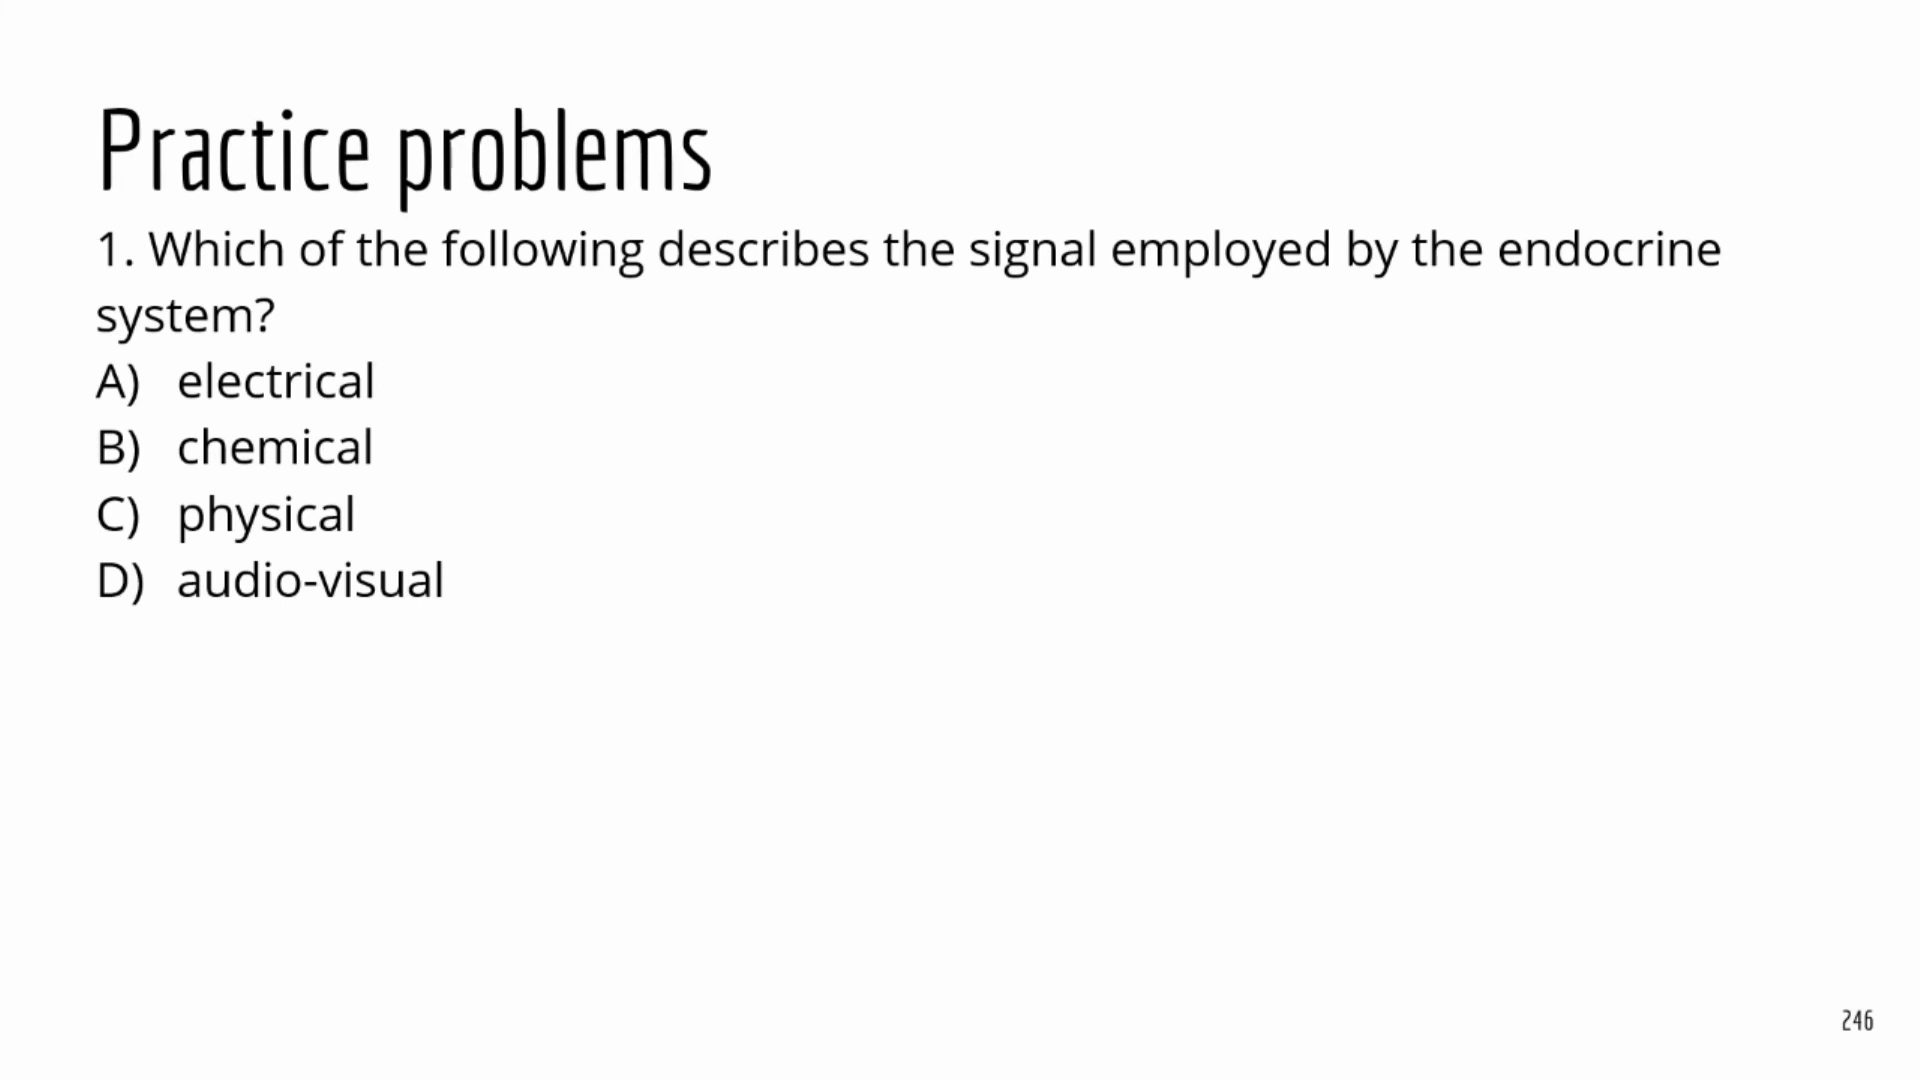 Practice problems
1. Which of the following describes the signal employed by the endocrine
system?
A) electrical
B) chemical
C) physical
D) audio-visual
246